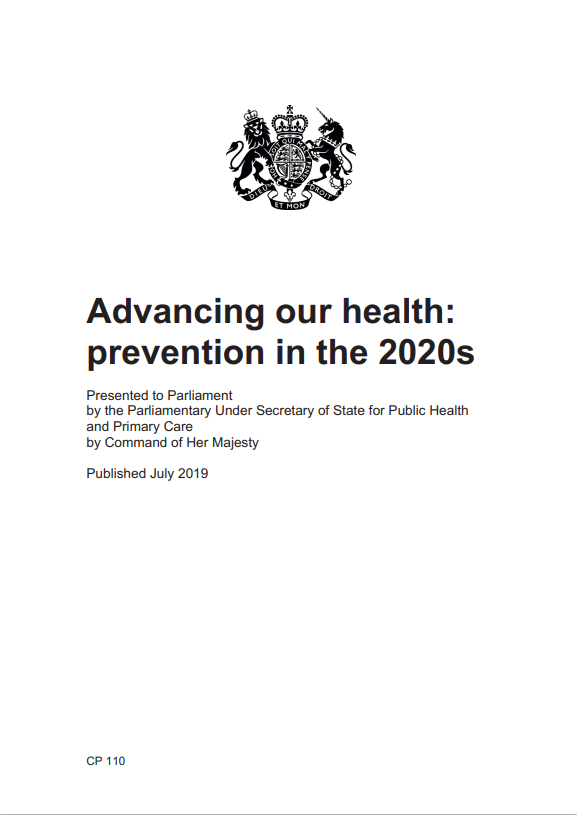 DIEU
ET MON
DROIT
Advancing our health:
prevention in the 2020s
Presented to Parliament
by the Parliamentary Under Secretary of State for Public Health
and Primary Care
by Command of Her Majesty
Published July 2019
CP 110